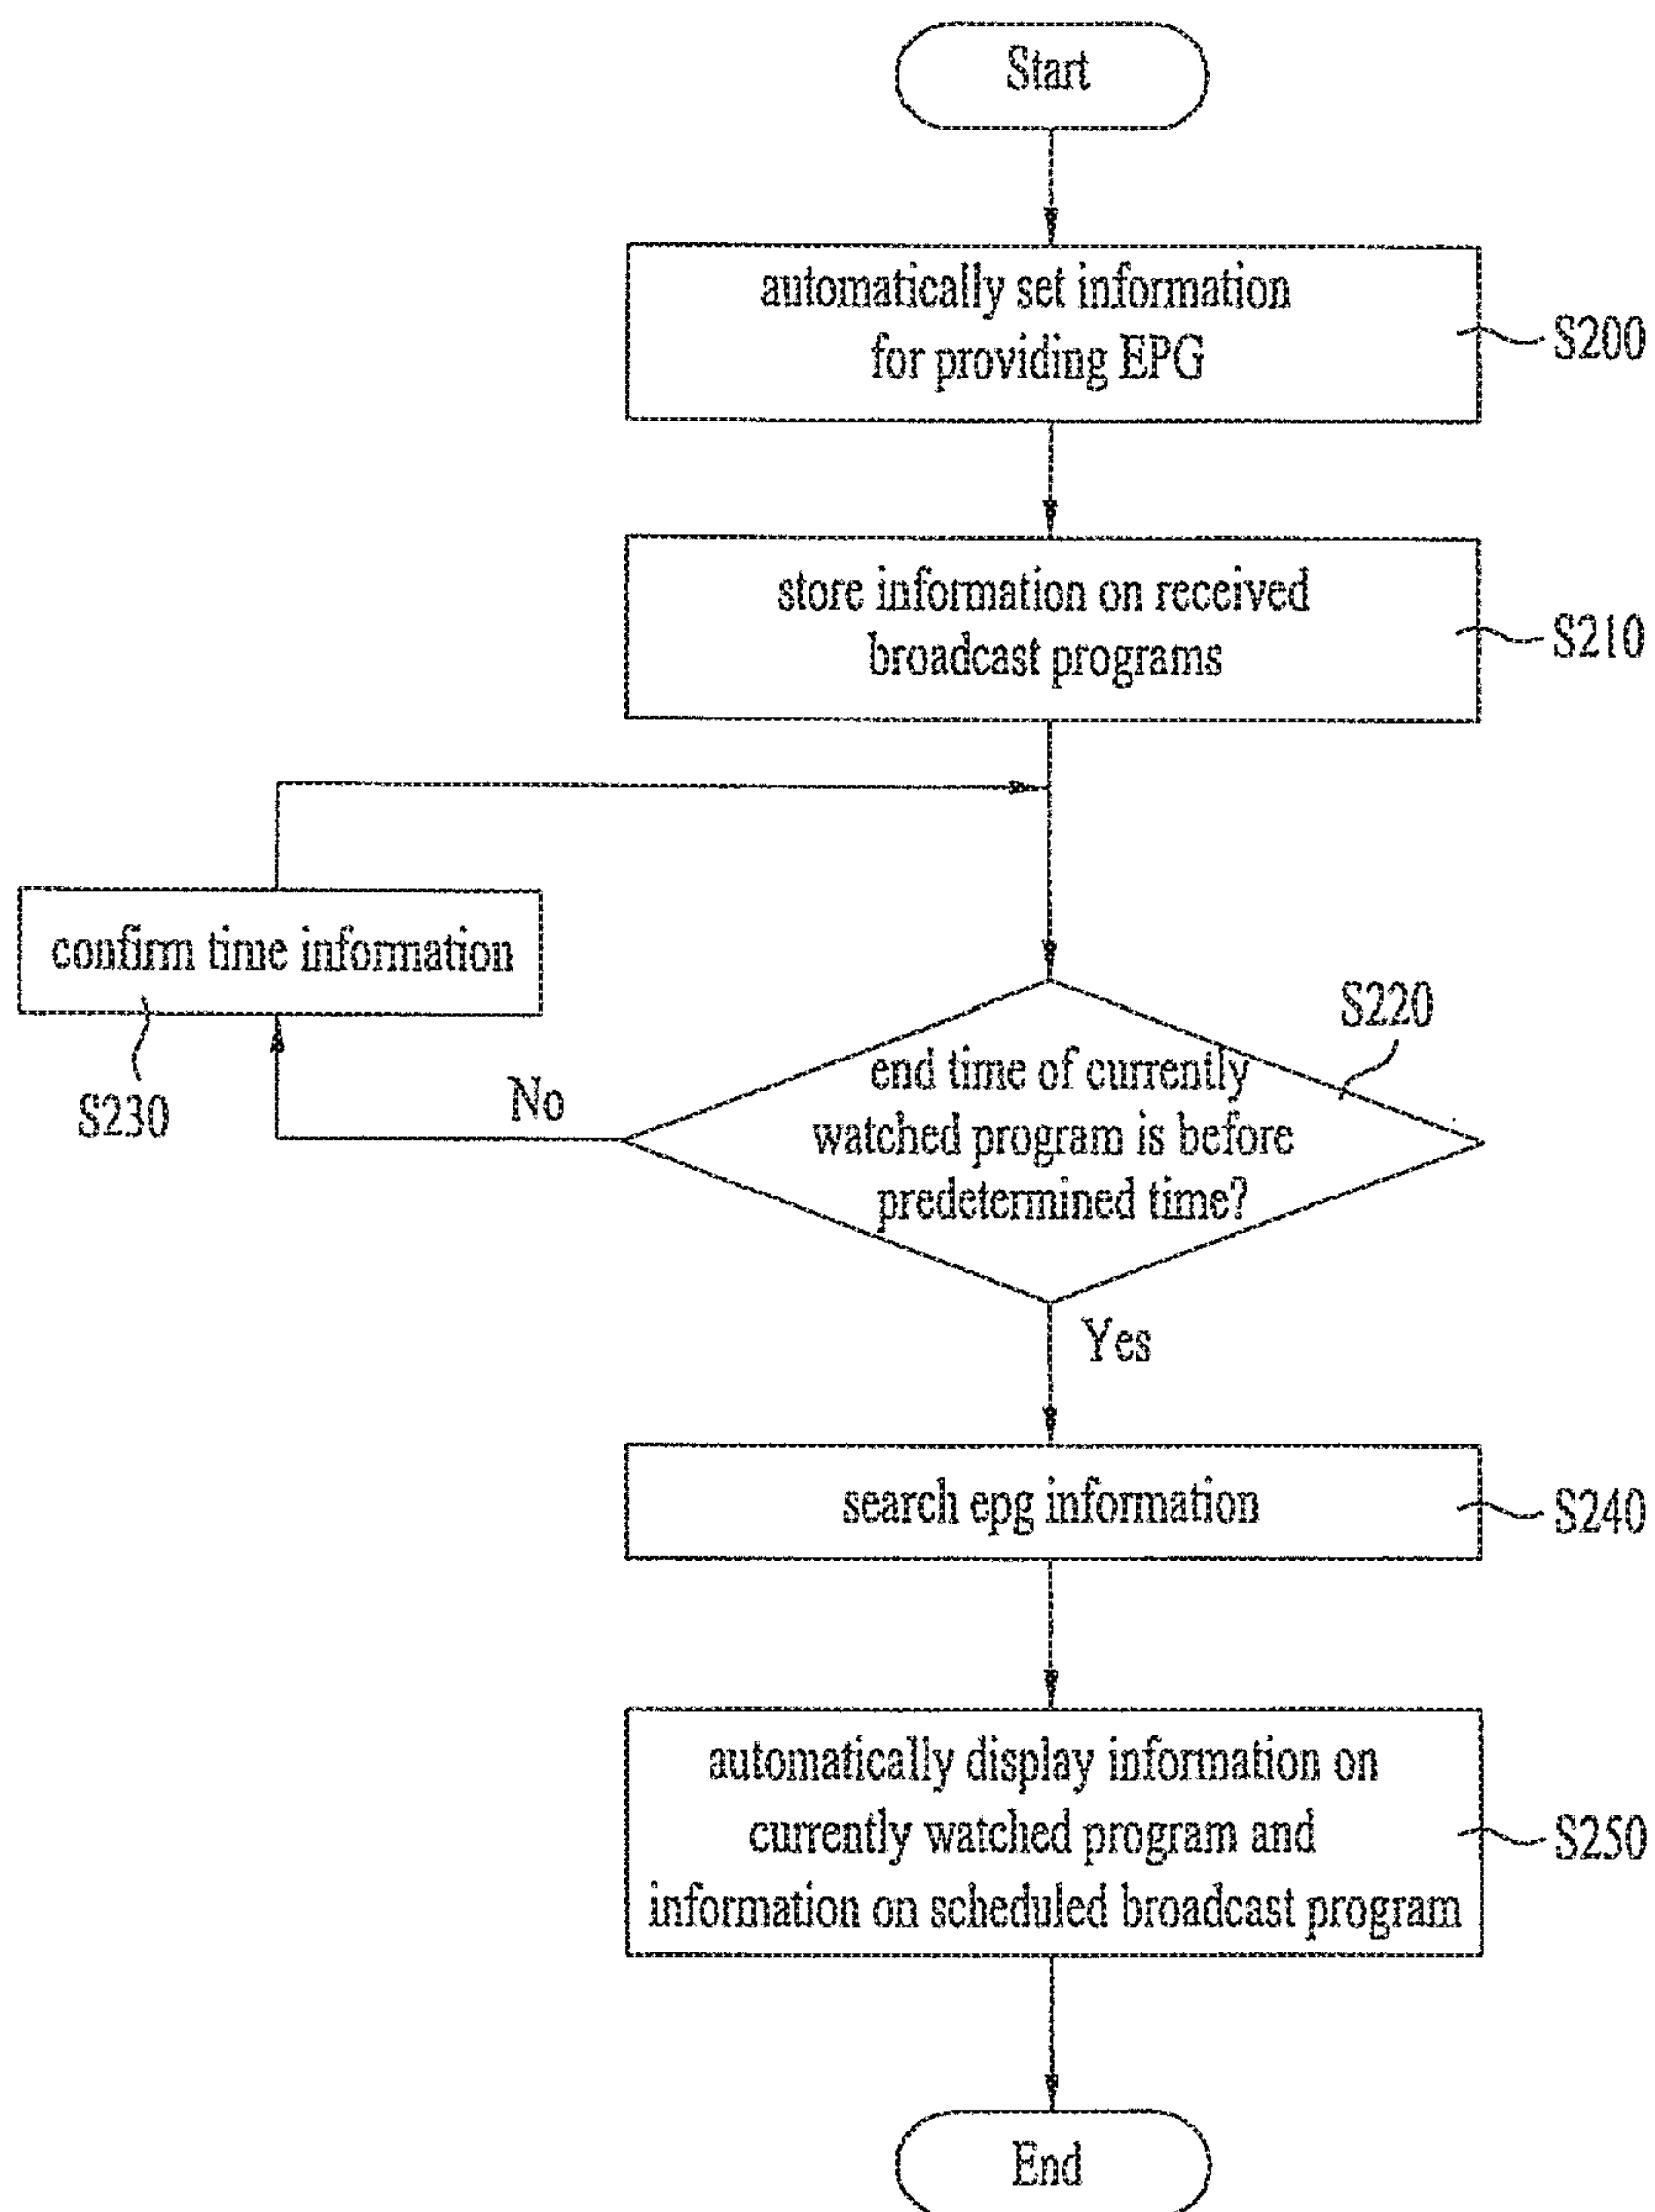 Start
automatically set information
for providing EPG
S200
store information on received
broadcast programs
S210
confirm time information
S230
No
end time of currently
watched program is before
predetermined time?
S220
Yes
search epg information
S240
automatically display information on
currently watched program and
information on scheduled broadcast program
S250
End